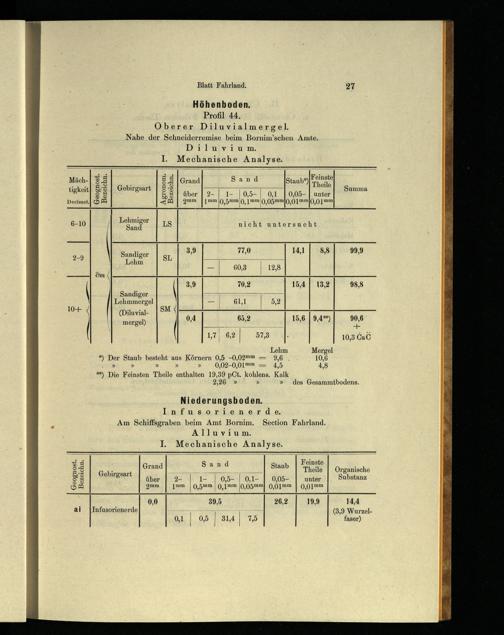 Blatt Fahrland. 27
Höhenboden.
Profil 44.
Oberer Diluvialmergel.
Nahe der Schneiderremise beim Bornim'schen Amte.
Diluvium.
I. Mechanische Analyse.
Mäch-tigkeit Decimet. Geognost. Bezeichn. Gebirgsart Agronom. Bezeichn. Grand über 2mm Sand 2-1mm 1-0,5mm 0,5-0,1mm 0,1 0,05mm Staub*) 0,05-0,01mm Feinste Theile unter 0,01mm Summa
6-10 Lehmiger Sand LS nicht untersucht
2-9 Sandiger Lehm SL 3,9 77,0 14,1 8,8 99,9
— 60,3 12,8
10+ ôm Sandiger Lehmmergel (Diluvial-mergel) SM 3,9 70,2 15,4 13,2 98,8
— 61,1 5,2
0,4 65,2 15,6 9,4**) 90,6
+
1,7 6,2 57,3 10,3 ĊaC̈
Lehm Mergel
*) Der Staub besteht aus Körnern 0,5 -0,02mm = 9,6 10,6
» » » » » 0,02-0,01mm = 4,5 4,8
**) Die Feinsten Theile enthalten 19,39 pCt. kohlens. Kalk
2,26 » » » des Gesammtbodens.
Niederungsboden.
Infusorienerde.
Am Schiffsgraben beim Amt Bornim. Section Fahrland.
Alluvium.
I. Mechanische Analyse.
Geognost. Bezeichn. Gebirgsart Grand über 2mm Sand 2-1mm 1-0,5mm 0,5-0,1mm 0,1-0,05mm Staub 0,05-0,01mm Feinste Theile unter 0,01mm Organische Substanz
ai Infusorienerde 0,0 39,5 26,2 19,9 14,4
0,1 0,5 31,4 7,5 (3,9 Wurzel-faser)